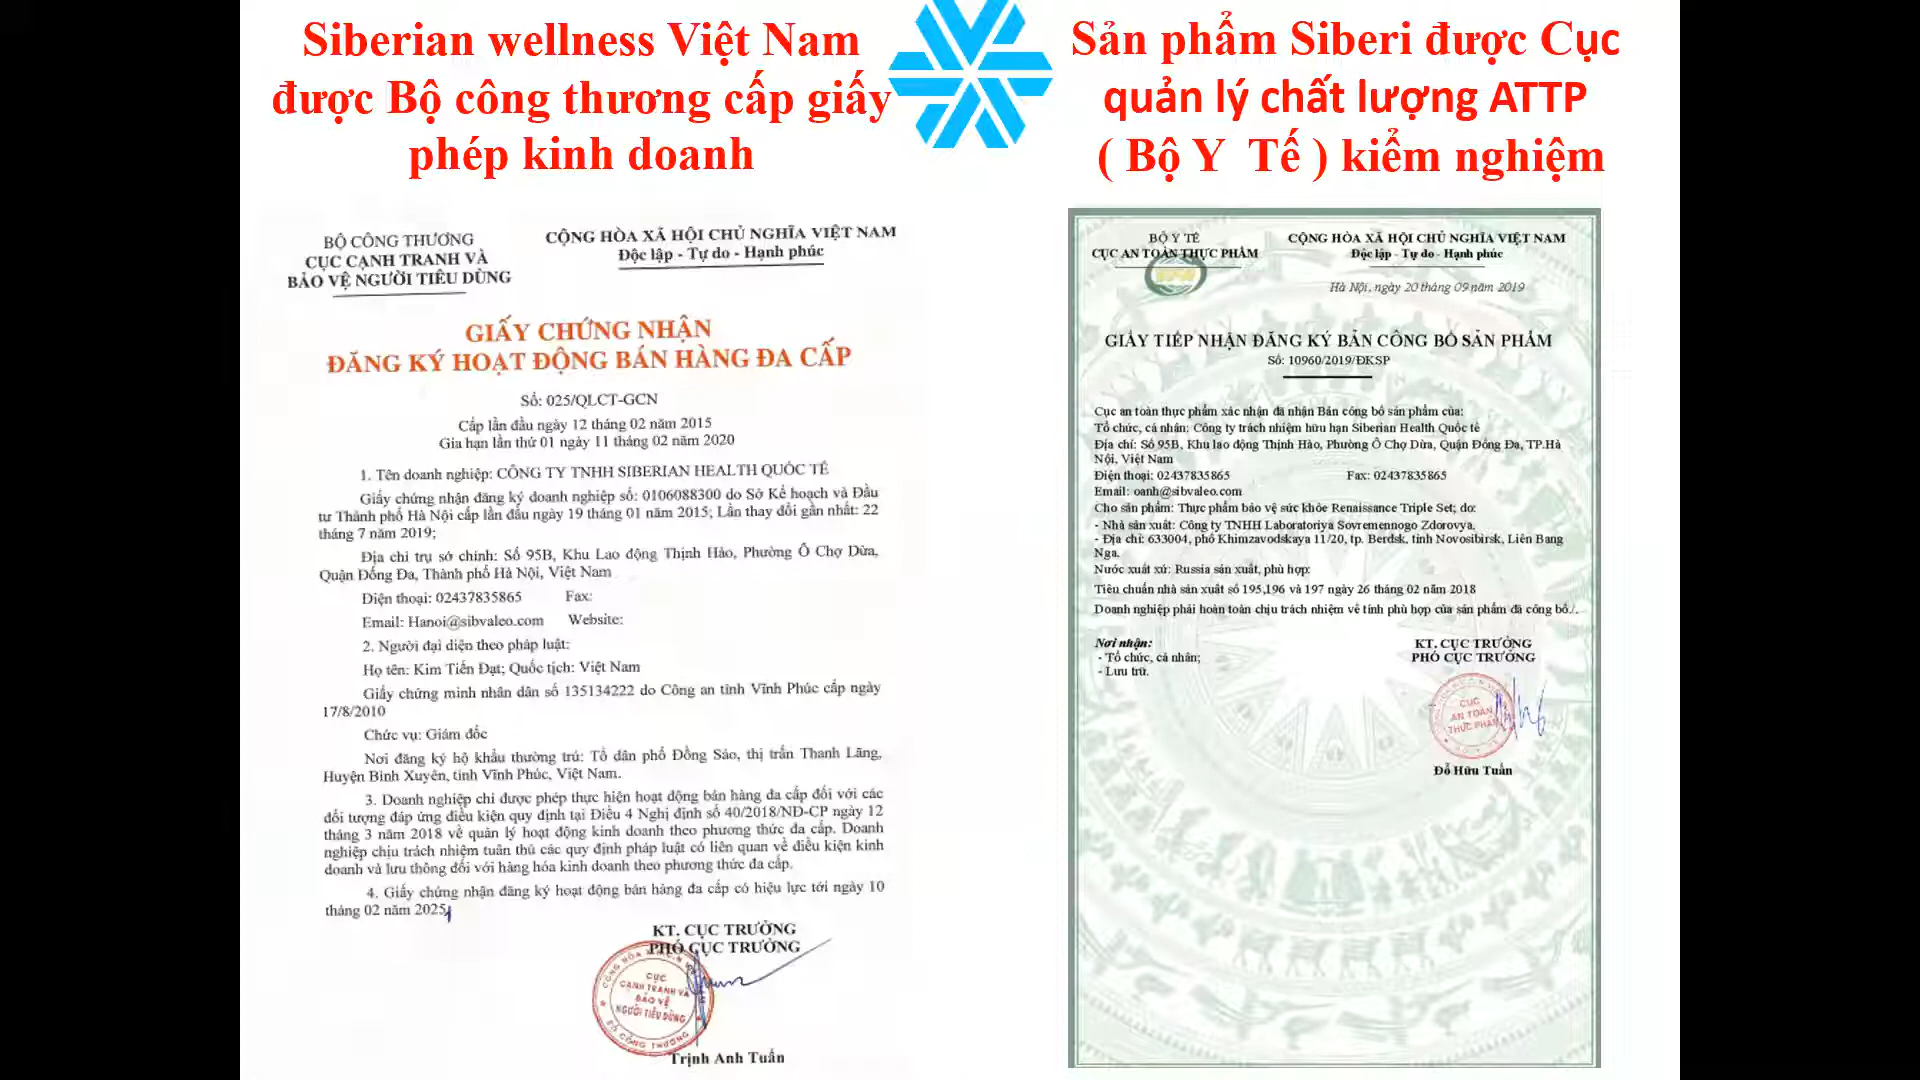 Siberian wellness Việt Nam
được Bộ công thương cấp giấy
phép kinh doanh
Sản phẩm Siberi được Cục
quản lý chất lượng ATTP
( Bộ Y Tế ) kiểm nghiệm
BỘ CÔNG THƯƠNG
CỤC CẠNH TRANH VÀ
BẢO VỆ NGƯỜI TIÊU DÙNG
CỘNG HÒA XÃ HỘI CHỦ NGHĨA VIỆT NAM
Độc lập - Tự do - Hạnh phúc
GIẤY CHỨNG NHẬN
ĐĂNG KÝ HOẠT ĐỘNG BÁN HÀNG ĐA CẤP
Số: 025/QLCT-GCN
Cấp lần đầu ngày 12 tháng 02 năm 2015
Gia hạn lần thứ 01 ngày 11 tháng 02 năm 2020
1. Tên doanh nghiệp: CÔNG TY TNHH SIBERIAN HEALTH QUỐC TẾ
Giấy chứng nhận đăng ký doanh nghiệp số: 0106088300 do Sở Kế hoạch và Đầu
tư Thành phố Hà Nội cấp lần đầu ngày 19 tháng 01 năm 2015; Lần thay đổi gần nhất: 22
tháng 7 năm 2019;
Địa chỉ trụ sở chính: Số 95B, Khu Lao động Thịnh Hào, Phường Ô Chợ Dừa,
Quận Đống Đa, Thành phố Hà Nội, Việt Nam
Điện thoại: 02437835865 Fax:
Email: Hanoi@sibvaleo.com Website:
2. Người đại diện theo pháp luật:
Họ tên: Kim Tiến Đạt; Quốc tịch: Việt Nam
Giấy chứng minh nhân dân số 135134222 do Công an tỉnh Vĩnh Phúc cấp ngày
17/8/2010
Chức vụ: Giám đốc
Nơi đăng ký hộ khẩu thường trú: Tổ dân phố Đồng Sáo, thị trấn Thanh Lãng,
Huyện Bình Xuyên, tỉnh Vĩnh Phúc, Việt Nam.
3. Doanh nghiệp chỉ được phép thực hiện hoạt động bán hàng đa cấp đối với các
đối tượng đáp ứng điều kiện quy định tại Điều 4 Nghị định số 40/2018/NĐ-CP ngày 12
tháng 3 năm 2018 về quản lý hoạt động kinh doanh theo phương thức đa cấp. Doanh
nghiệp chịu trách nhiệm tuân thủ các quy định pháp luật có liên quan về điều kiện kinh
doanh và lưu thông đối với hàng hóa kinh doanh theo phương thức đa cấp.
4. Giấy chứng nhận đăng ký hoạt động bán hàng đa cấp có hiệu lực tới ngày 10
tháng 02 năm 2025
KT. CỤC TRƯỞNG
PHÓ CỤC TRƯỞNG
CỤC
CẠNH TRANH VÀ
BẢO VỆ
NGƯỜI TIÊU DÙNG
BỘ CÔNG THƯƠNG
Trịnh Anh Tuấn
BỘ Y TẾ
CỤC AN TOÀN THỰC PHẨM
CỘNG HÒA XÃ HỘI CHỦ NGHĨA VIỆT NAM
Độc lập - Tự do - Hạnh phúc
Hà Nội, ngày 20 tháng 09 năm 2019
GIẤY TIẾP NHẬN ĐĂNG KÝ BẢN CÔNG BỐ SẢN PHẨM
Số: 10960/2019/ĐKSP
Cục an toàn thực phẩm xác nhận đã nhận Bản công bố sản phẩm của:
Tổ chức, cá nhân: Công ty trách nhiệm hữu hạn Siberian Health Quốc tế
Địa chỉ: Số 95B, Khu lao động Thịnh Hào, Phường Ô Chợ Dừa, Quận Đống Đa, TP.Hà
Nội, Việt Nam
Điện thoại: 02437835865 Fax: 02437835865
Email: oanh@sibvaleo.com
Cho sản phẩm: Thực phẩm bảo vệ sức khỏe Renaissance Triple Set; do:
- Nhà sản xuất: Công ty TNHH Laboratoriya Sovremennogo Zdorovya,
- Địa chỉ: 633004, phố Khimzavodskaya 11/20, tp. Berdsk, tỉnh Novosibirsk, Liên Bang
Nga.
Nước xuất xứ: Russia sản xuất, phù hợp:
Tiêu chuẩn nhà sản xuất số 195,196 và 197 ngày 26 tháng 02 năm 2018
Doanh nghiệp phải hoàn toàn chịu trách nhiệm về tính phù hợp của sản phẩm đã công bố./.
Nơi nhận:
- Tổ chức, cá nhân;
- Lưu trữ.
KT. CỤC TRƯỞNG
PHÓ CỤC TRƯỞNG
CỤC
AN TOÀN
THỰC PHẨM
Đỗ Hữu Tuấn